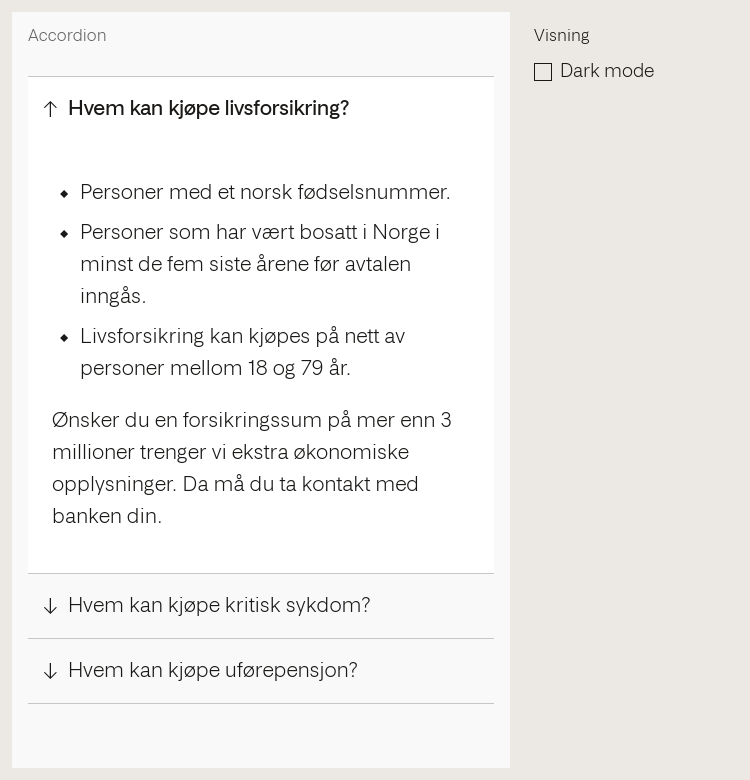 Accordion
Hvem kan kjøpe livsforsikring?
Personer med et norsk fødselsnummer.
Personer som har vært bosatt i Norge i
minst de fem siste årene før avtalen
inngås.
Livsforsikring kan kjøpes på nett av
personer mellom 18 og 79 år.
Ønsker du en forsikringssum på mer enn 3
millioner trenger vi ekstra økonomiske
opplysninger. Da må du ta kontakt med
banken din.
Hvem kan kjøpe kritisk sykdom?
Hvem kan kjøpe uførepensjon?
Visning
Dark mode